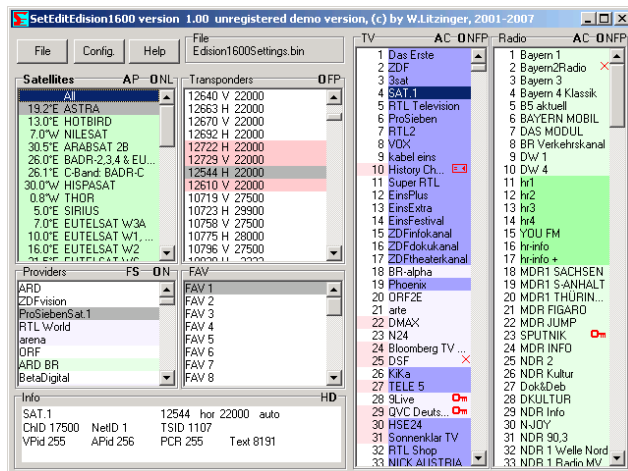 SetEditEdision1600 version 1.00 unregistered demo version, (c) by W.Litzinger, 2001-2007
File Config. Help
File
Edision1600Settings.bin
Satellites AP ONL
All
19.2°E ASTRA
13.0°E HOTBIRD
7.0°W NILESAT
30.5°E ARABSAT 2B
26.0°E BADR-2,3,4 & EU...
26.1°E C-Band: BADR-C
30.0°W HISPASAT
0.8°W THOR
5.0°E SIRIUS
7.0°E EUTELSAT W3A
10.0°E EUTELSAT W1, ...
16.0°E EUTELSAT W2
Transponders OFP
12640 V 22000
12663 H 22000
12670 V 22000
12692 H 22000
12722 H 22000
12729 V 22000
12544 H 22000
12610 V 22000
10719 V 27500
10723 H 29900
10758 V 27500
10775 H 28000
10796 V 27500
Providers FS ON
ARD
ZDFvision
ProSiebenSat.1
RTL World
arena
ORF
ARD BR
BetaDigital
FAV
FAV 1
FAV 2
FAV 3
FAV 4
FAV 5
FAV 6
FAV 7
FAV 8
Info HD
SAT.1 12544 hor 22000 auto
ChID 17500 NetID 1 TSID 1107
VPid 255 APid 256 PCR 255 Text 8191
TV AC ONFP
1 Das Erste
2 ZDF
3 3sat
4 SAT.1
5 RTL Television
6 ProSieben
7 RTL2
8 VOX
9 kabel eins
10 History Ch...
11 Super RTL
12 EinsPlus
13 EinsExtra
14 EinsFestival
15 ZDFinfokanal
16 ZDFdokukanal
17 ZDFtheaterkanal
18 BR-alpha
19 Phoenix
20 ORF2E
21 arte
22 DMAX
23 N24
24 Bloomberg TV ...
25 DSF
26 KiKa
27 TELE 5
28 9Live
29 QVC Deuts...
30 HSE24
31 Sonnenklar TV
32 RTL Shop
33 NICK AUSTRIA
Radio AC ONFP
1 Bayern 1
2 Bayern2Radio
3 Bayern 3
4 Bayern 4 Klassik
5 B5 aktuell
6 BAYERN MOBIL
7 DAS MODUL
8 BR Verkehrskanal
9 DW 1
10 DW 4
11 hr1
12 hr2
13 hr3
14 hr4
15 YOU FM
16 hr-info
17 hr-info +
18 MDR1 SACHSEN
19 MDR1 S-ANHALT
20 MDR1 THÜRIN...
21 MDR FIGARO
22 MDR JUMP
23 SPUTNIK
24 MDR INFO
25 NDR 2
26 NDR Kultur
27 Dok&Deb
28 DKULTUR
29 NDR Info
30 N-JOY
31 NDR 90,3
32 NDR 1 Welle Nord
33 NDR 1 Radio MV